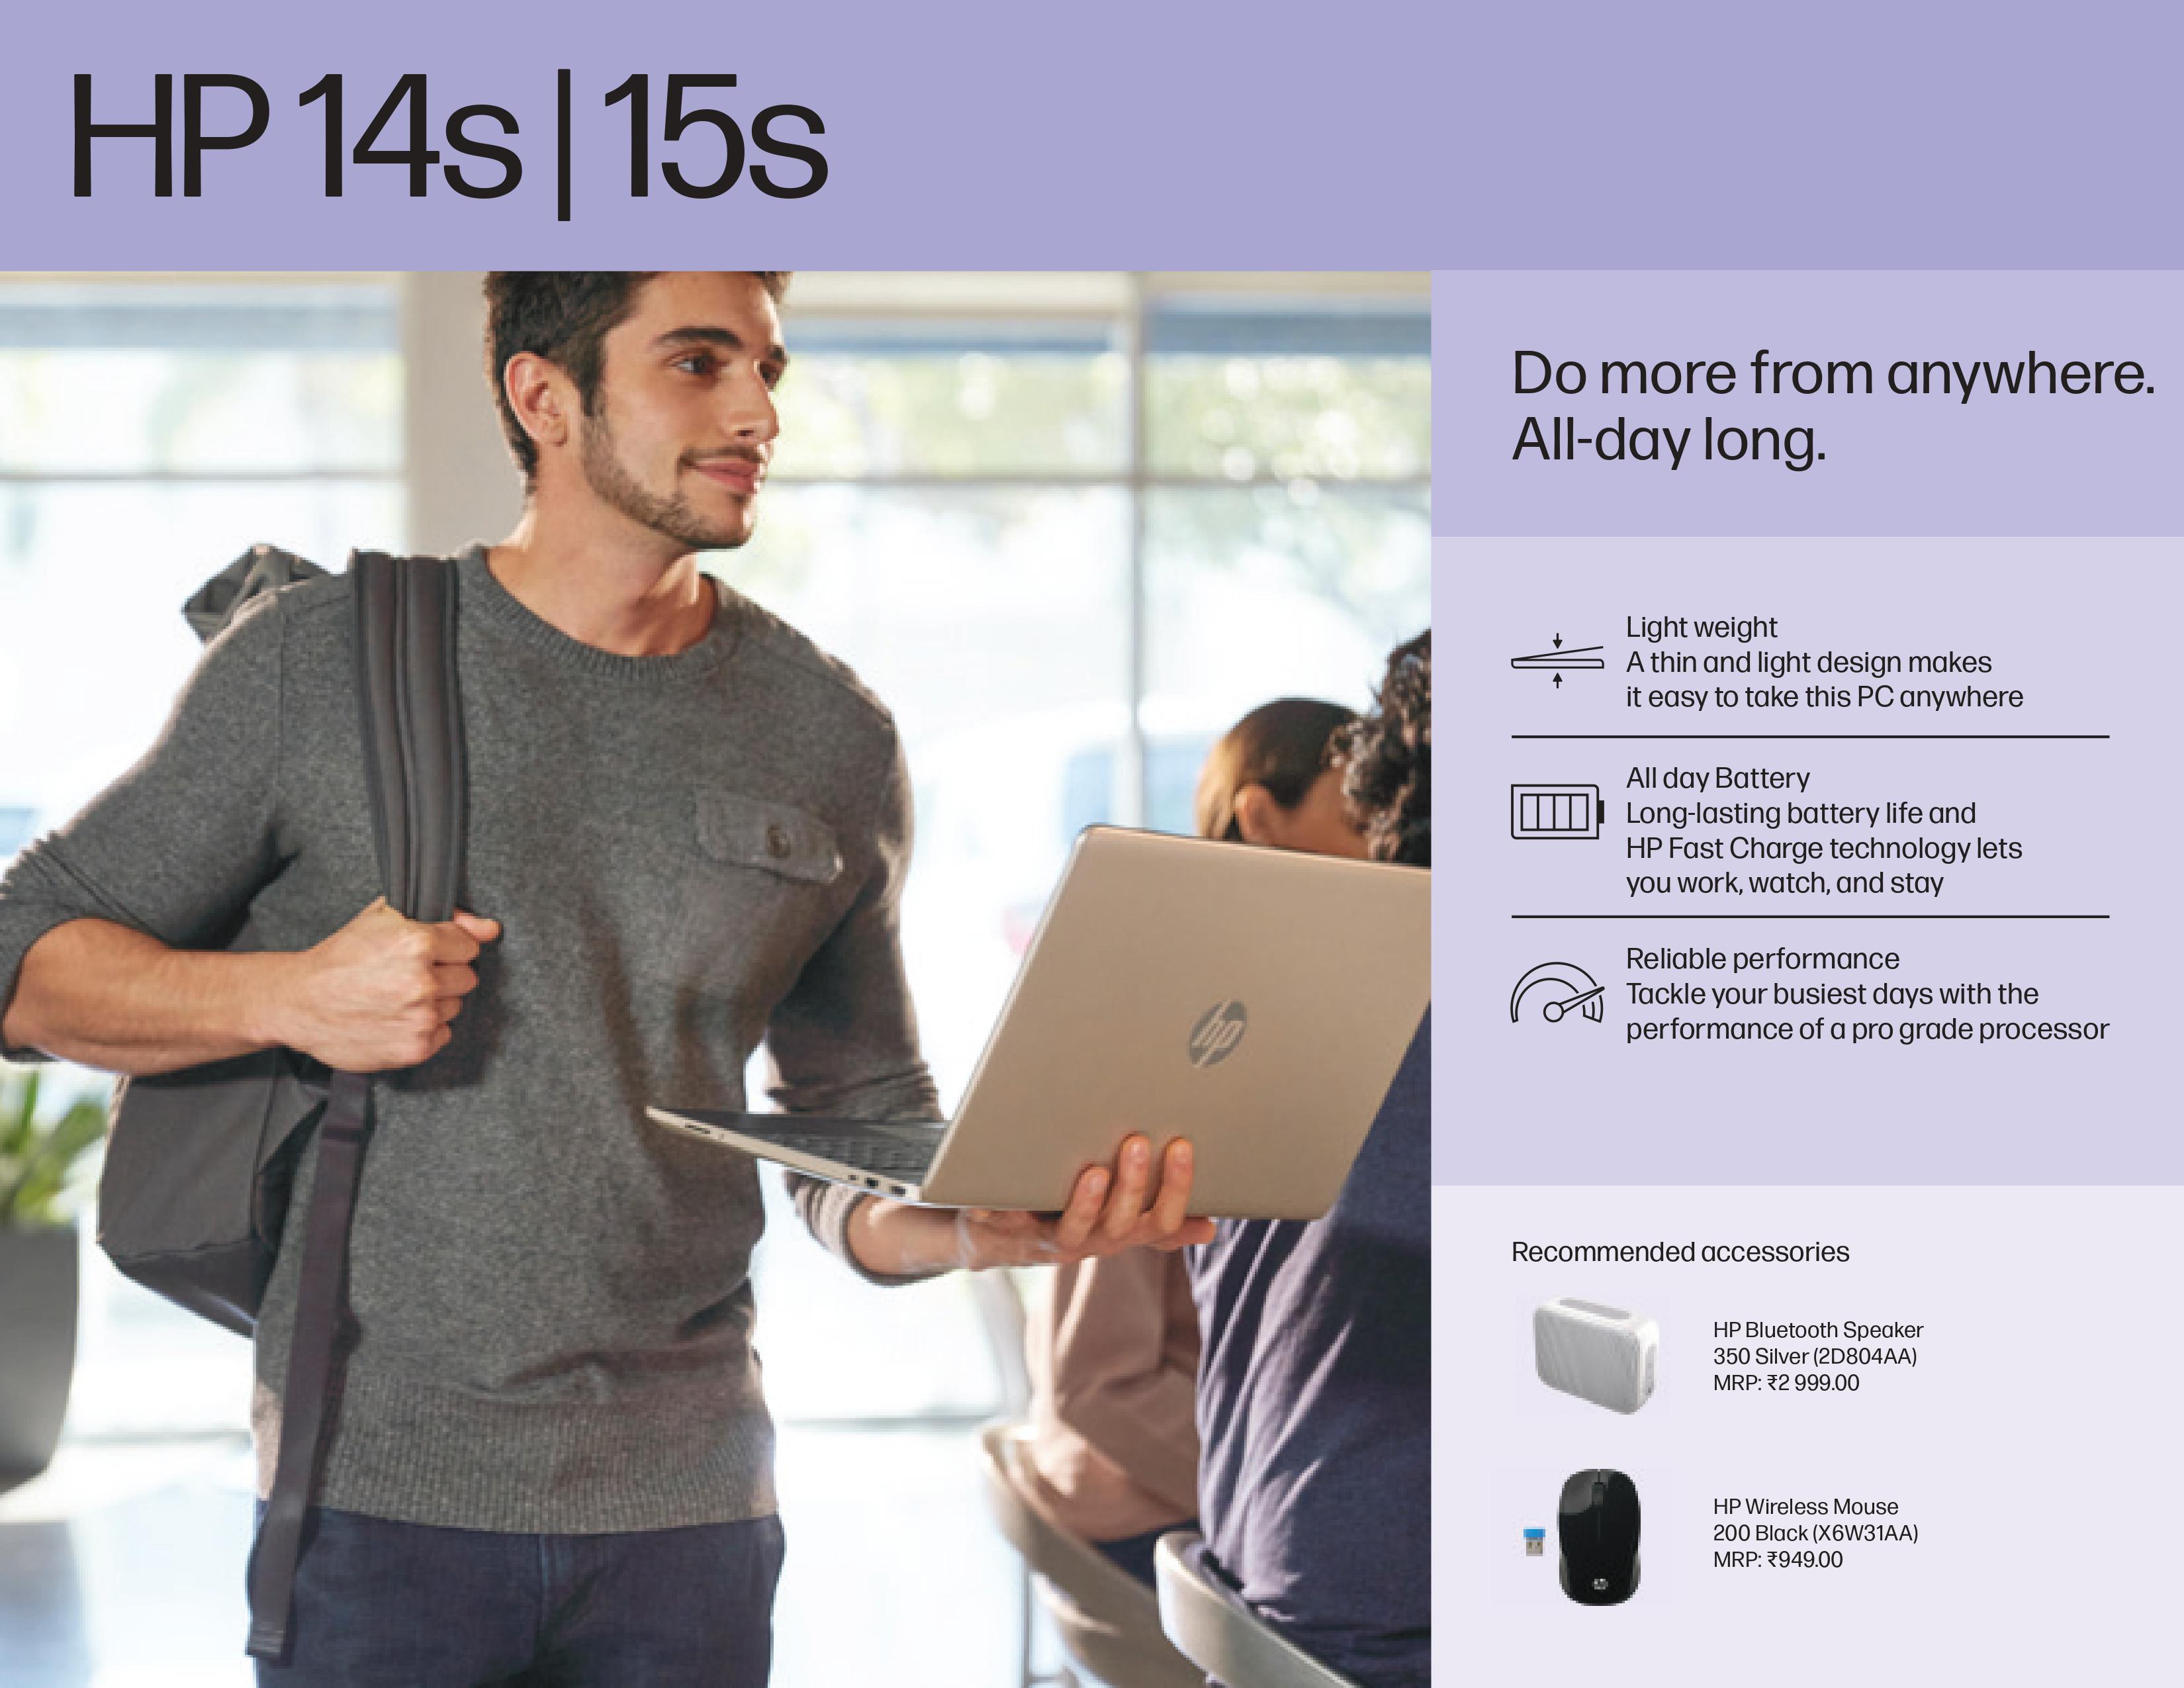 HP 14s | 15s
Do more from anywhere.
All-day long.
Light weight
A thin and light design makes
it easy to take this PC anywhere
All day Battery
Long-lasting battery life and
HP Fast Charge technology lets
you work, watch, and stay
Reliable performance
Tackle your busiest days with the
performance of a pro grade processor
hp
Recommended accessories
HP Bluetooth Speaker
350 Silver (2D804AA)
MRP: ₹2 999.00
HP Wireless Mouse
200 Black (X6W31AA)
MRP: ₹949.00
hp